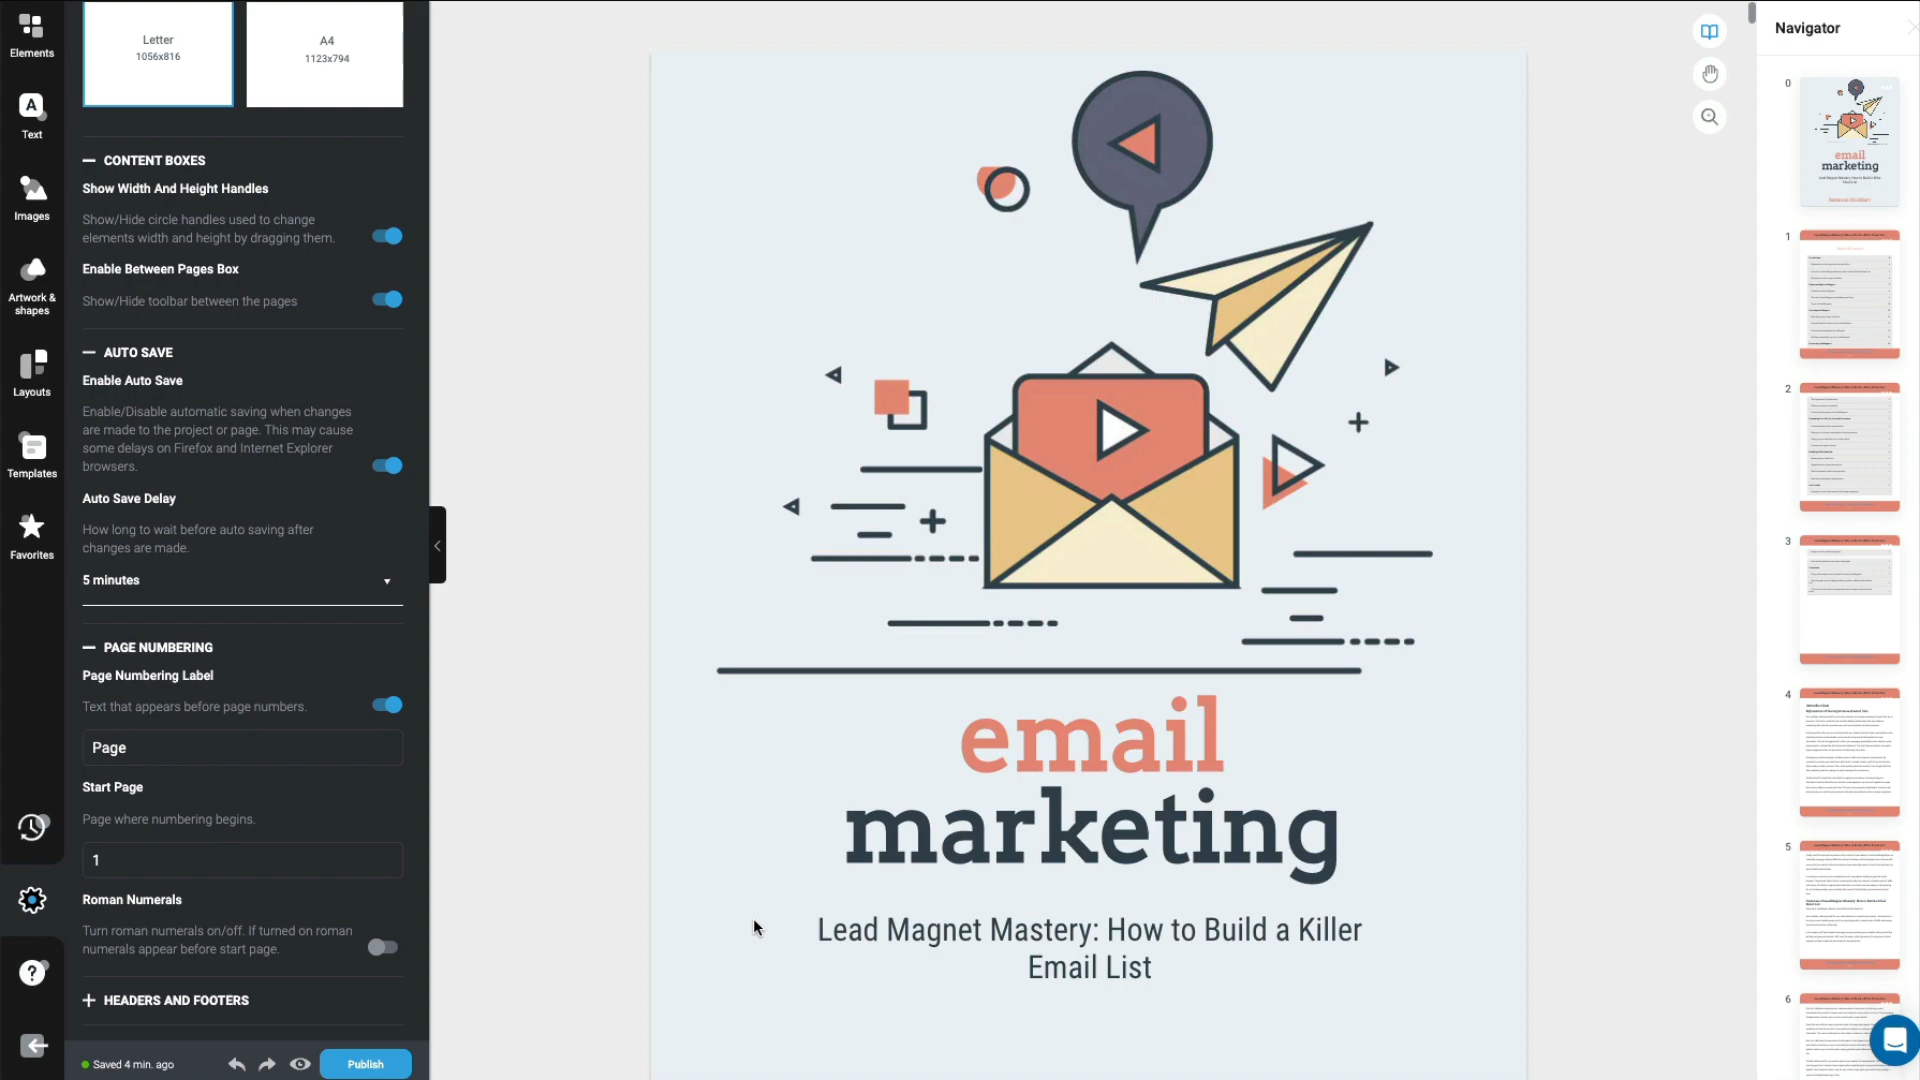 Elements
Text
Images
Artwork &
shapes
Layouts
Templates
Favorites
Letter
1056x816
A4
1123x794
CONTENT BOXES
Show Width And Height Handles
Show/Hide circle handles used to change
elements width and height by dragging them.
Enable Between Pages Box
Show/Hide toolbar between the pages
AUTO SAVE
Enable Auto Save
Enable/Disable automatic saving when changes
are made to the project or page. This may cause
some delays on Firefox and Internet Explorer
browsers.
Auto Save Delay
How long to wait before auto saving after
changes are made.
5 minutes
PAGE NUMBERING
Page Numbering Label
Text that appears before page numbers.
Page
Start Page
Page where numbering begins.
1
Roman Numerals
Turn roman numerals on/off. If turned on roman
numerals appear before start page.
HEADERS AND FOOTERS
Saved 4 min. ago
Publish
email
marketing
Lead Magnet Mastery: How to Build a Killer
Email List
Navigator
0
email
marketing
1
2
3
4
5
6